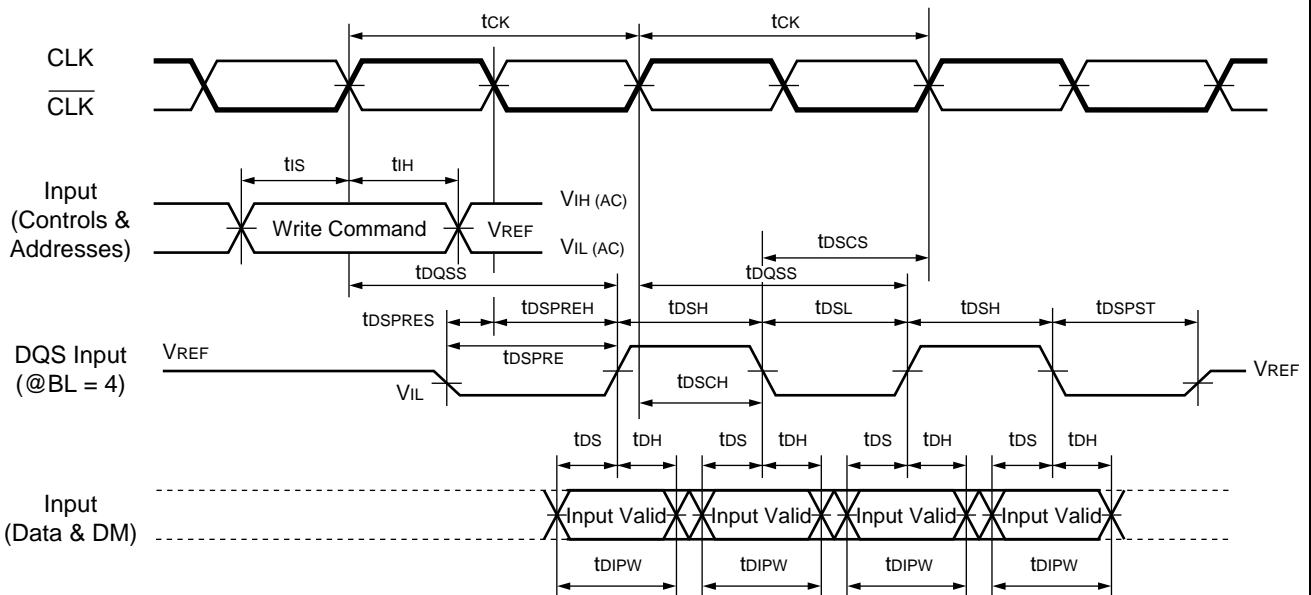 tCK tCK
CLK
CLK
tIS tIH
Input
(Controls &
Addresses)
Write Command
VIH (AC)
VREF
VIL (AC)
tDSCS
tDQSS tDQSS
tDSPRES tDSPREH tDSH tDSL tDSH tDSPST
DQS Input
(@BL = 4)
VREF
tDSPRE
VIL
tDSCH
VREF
tDS tDH tDS tDH tDS tDH tDS tDH
Input
(Data & DM)
Input Valid Input Valid Input Valid Input Valid
tDIPW tDIPW tDIPW tDIPW